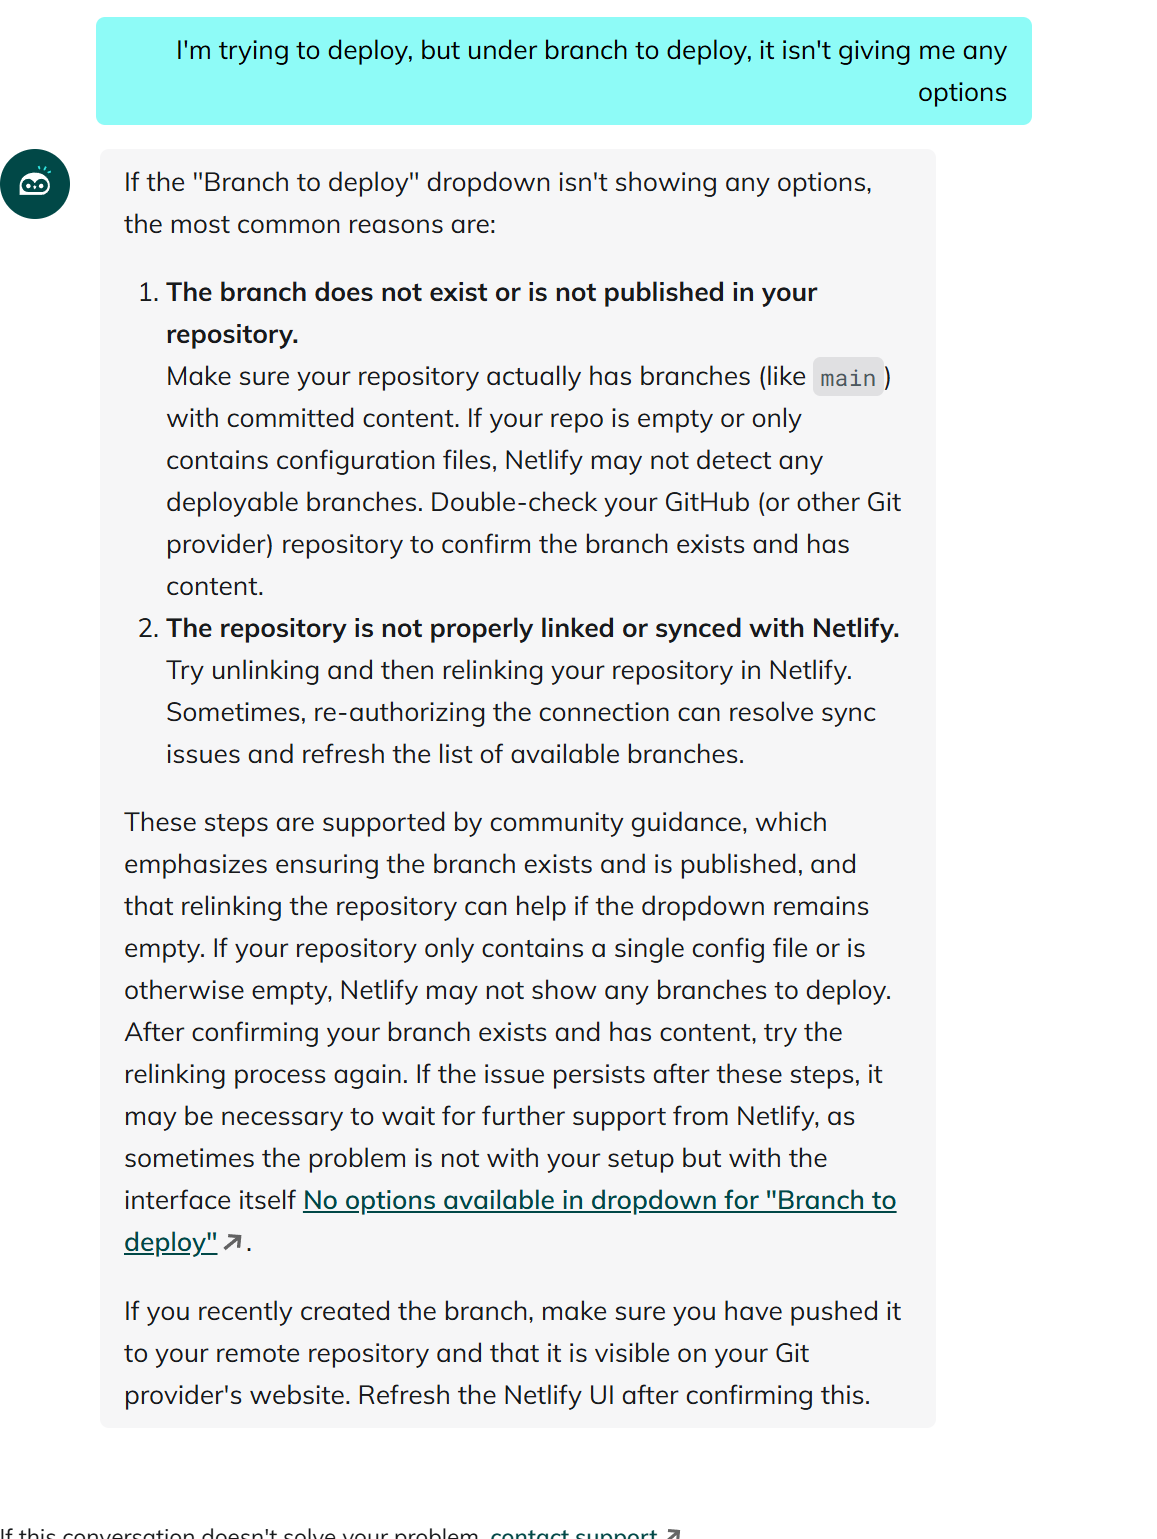 I'm trying to deploy, but under branch to deploy, it isn't giving me any
options
If the "Branch to deploy" dropdown isn't showing any options,
the most common reasons are:
1. The branch does not exist or is not published in your
repository.
Make sure your repository actually has branches (like main )
with committed content. If your repo is empty or only
contains configuration files, Netlify may not detect any
deployable branches. Double-check your GitHub (or other Git
provider) repository to confirm the branch exists and has
content.
2. The repository is not properly linked or synced with Netlify.
Try unlinking and then relinking your repository in Netlify.
Sometimes, re-authorizing the connection can resolve sync
issues and refresh the list of available branches.
These steps are supported by community guidance, which
emphasizes ensuring the branch exists and is published, and
that relinking the repository can help if the dropdown remains
empty. If your repository only contains a single config file or is
otherwise empty, Netlify may not show any branches to deploy.
After confirming your branch exists and has content, try the
relinking process again. If the issue persists after these steps, it
may be necessary to wait for further support from Netlify, as
sometimes the problem is not with your setup but with the
interface itself No options available in dropdown for "Branch to
deploy" .
If you recently created the branch, make sure you have pushed it
to your remote repository and that it is visible on your Git
provider's website. Refresh the Netlify UI after confirming this.
If this conversation doesn't solve your problem, contact support